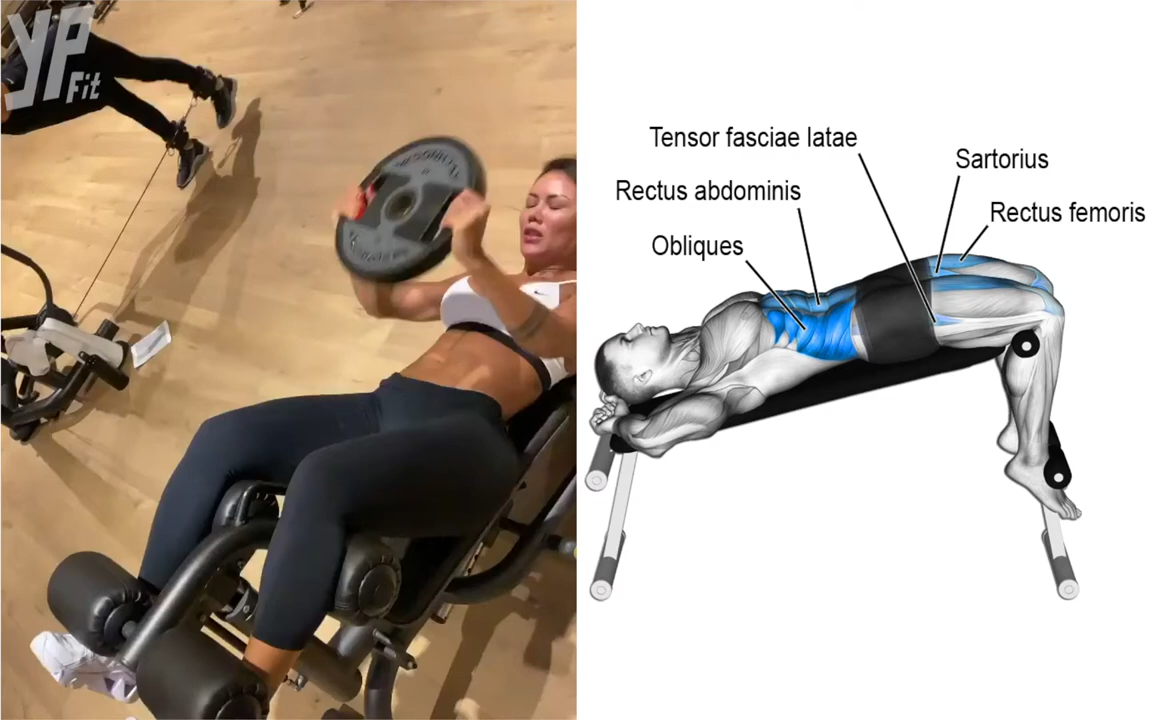 YP
Fit
Tensor fasciae latae
Sartorius
Rectus abdominis
Rectus femoris
Obliques